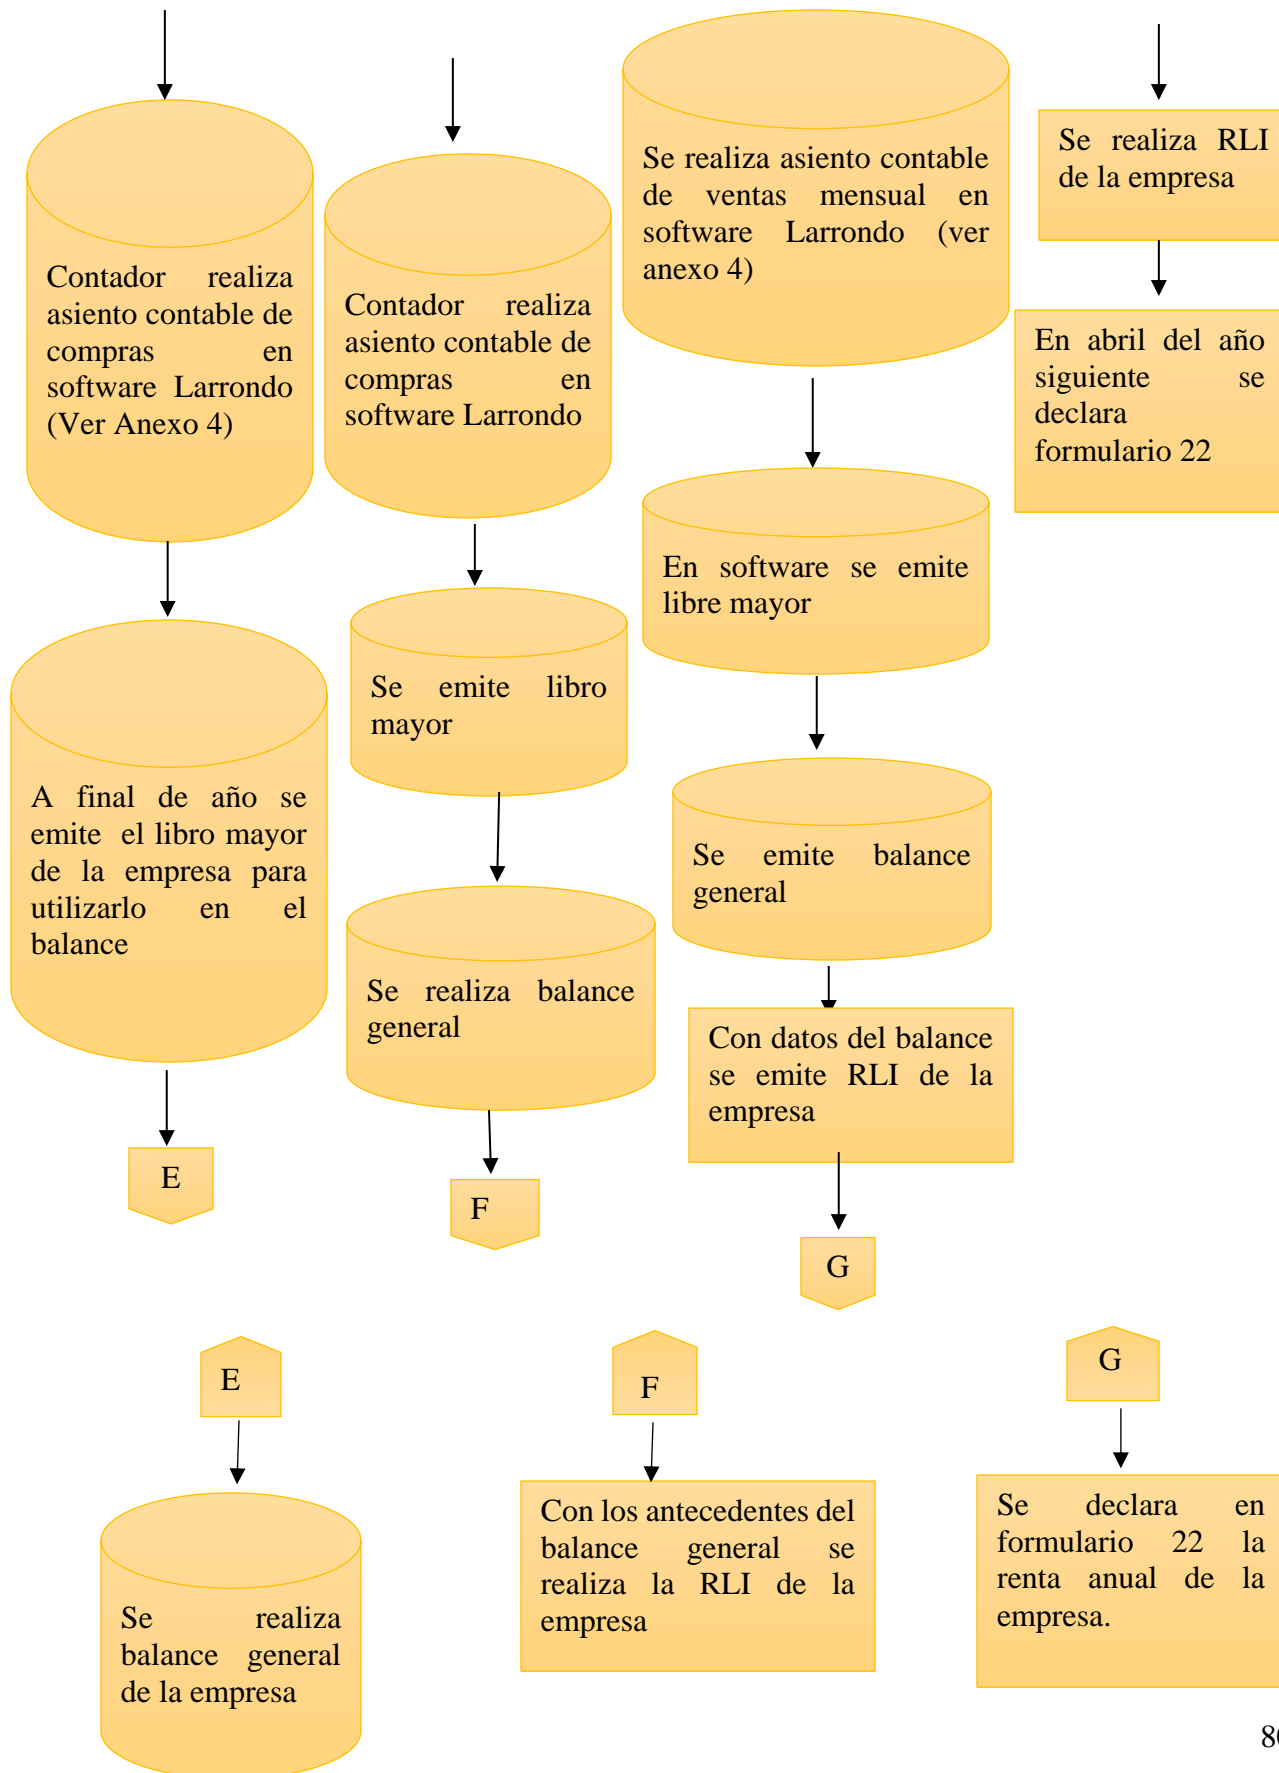 Contador realiza
asiento contable de
compras en
software Larrondo
(Ver Anexo 4)
Contador realiza
asiento contable de
compras en
software Larrondo
Se realiza asiento contable
de ventas mensual en
software Larrondo (ver
anexo 4)
Se realiza RLI
de la empresa
En abril del año
siguiente se
declara
formulario 22
En software se emite
libre mayor
Se emite libro
mayor
A final de año se
emite el libro mayor
de la empresa para
utilizarlo en el
balance
Se emite balance
general
Se realiza balance
general
Con datos del balance
se emite RLI de la
empresa
E
F
G
E
F
G
Se realiza
balance general
de la empresa
Con los antecedentes del
balance general se
realiza la RLI de la
empresa
Se declara en
formulario 22 la
renta anual de la
empresa.